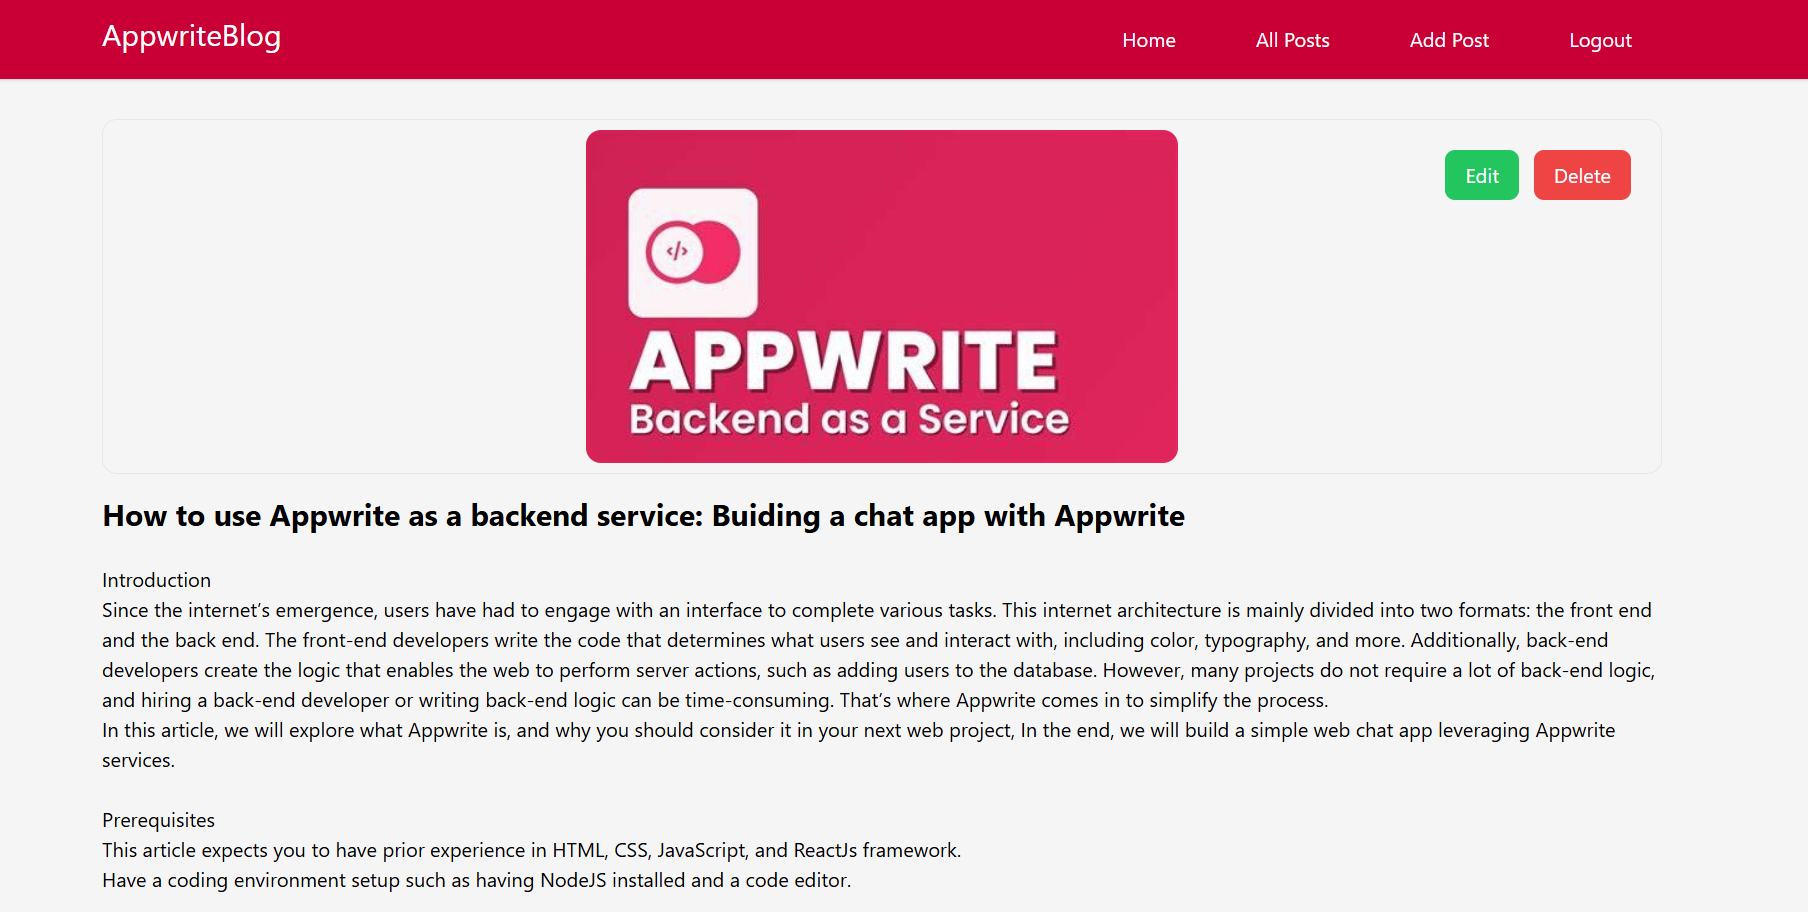 AppwriteBlog
Home
All Posts
Add Post
Logout
Edit
Delete
</>
APPWRITE
Backend as a Service
How to use Appwrite as a backend service: Buiding a chat app with Appwrite
Introduction
Since the internet’s emergence, users have had to engage with an interface to complete various tasks. This internet architecture is mainly divided into two formats: the front end
and the back end. The front-end developers write the code that determines what users see and interact with, including color, typography, and more. Additionally, back-end
developers create the logic that enables the web to perform server actions, such as adding users to the database. However, many projects do not require a lot of back-end logic,
and hiring a back-end developer or writing back-end logic can be time-consuming. That’s where Appwrite comes in to simplify the process.
In this article, we will explore what Appwrite is, and why you should consider it in your next web project, In the end, we will build a simple web chat app leveraging Appwrite
services.
Prerequisites
This article expects you to have prior experience in HTML, CSS, JavaScript, and ReactJs framework.
Have a coding environment setup such as having NodeJS installed and a code editor.